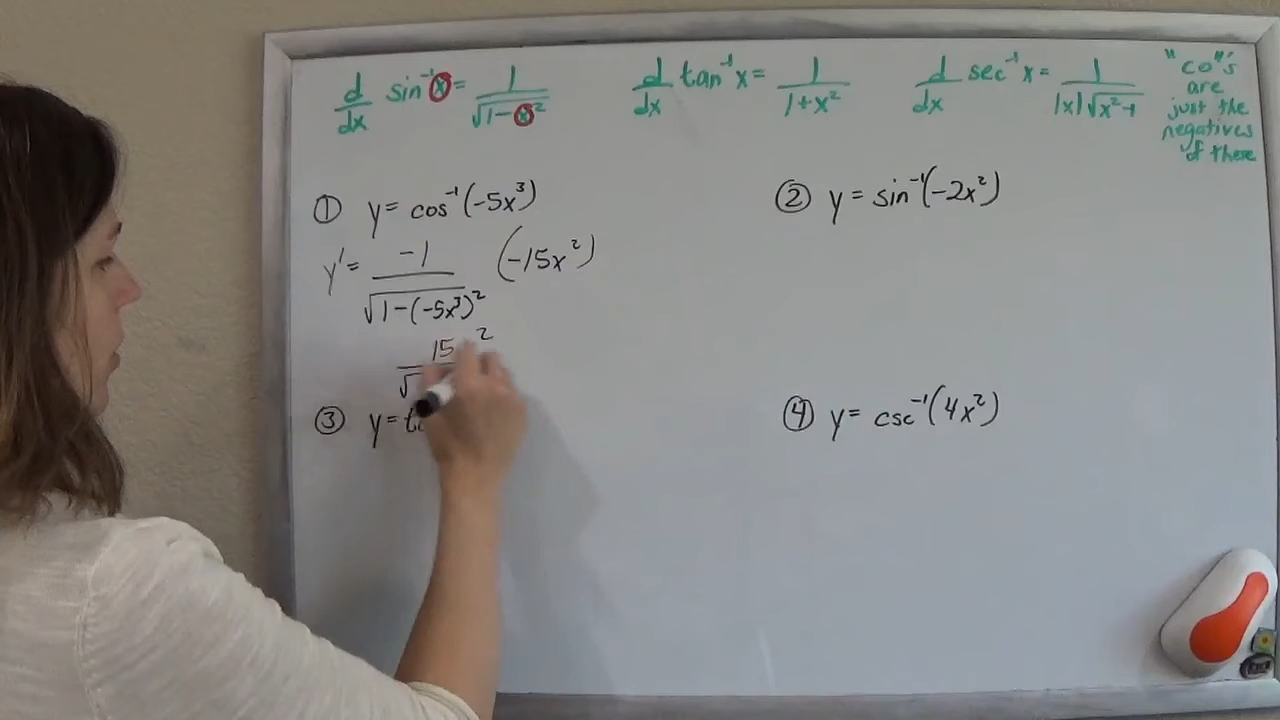 d/dx sin⁻¹x = 1/√(1-x²)
d/dx tan⁻¹x = 1/(1+x²)
d/dx sec⁻¹x = 1/(|x|√(x²-1))
"co"s
are
just the
negatives
of these
① y = cos⁻¹(-5x³)
y' = -1/√(1-(-5x³)²) (-15x²)
15 ²
√
③ y = t
② y = sin⁻¹(-2x²)
④ y = csc⁻¹(4x²)